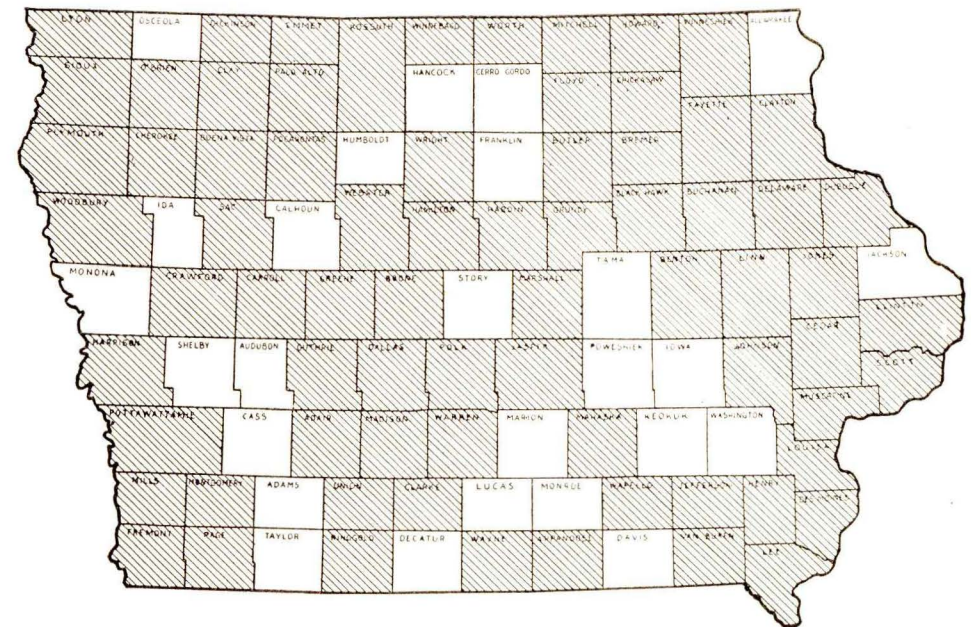 LYON OSCEOLA DICKINSON EMMET KOSSUTH WINNEBAGO WORTH MITCHELL HOWARD WINNESHIEK ALLAMAKEE
SIOUX O'BRIEN CLAY PALO ALTO HANCOCK CERRO GORDO FLOYD CHICKASAW
FAYETTE CLAYTON
PLYMOUTH CHEROKEE BUENA VISTA POCAHONTAS HUMBOLDT WRIGHT FRANKLIN BUTLER BREMER
WOODBURY IDA SAC CALHOUN WEBSTER HAMILTON HARDIN GRUNDY BLACK HAWK BUCHANAN DELAWARE DUBUQUE
MONONA CRAWFORD CARROLL GREENE BOONE STORY MARSHALL TAMA BENTON LINN JONES JACKSON
CLINTON
CEDAR
HARRISON SHELBY AUDUBON GUTHRIE DALLAS POLK JASPER POWESHIEK IOWA JOHNSON SCOTT
MUSCATINE
POTTAWATTAMIE CASS ADAIR MADISON WARREN MARION MAHASKA KEOKUK WASHINGTON
LOUISA
MILLS MONTGOMERY ADAMS UNION CLARKE LUCAS MONROE WAPELLO JEFFERSON HENRY DES MOINES
FREMONT PAGE TAYLOR RINGGOLD DECATUR WAYNE APPANOOSE DAVIS VAN BUREN LEE